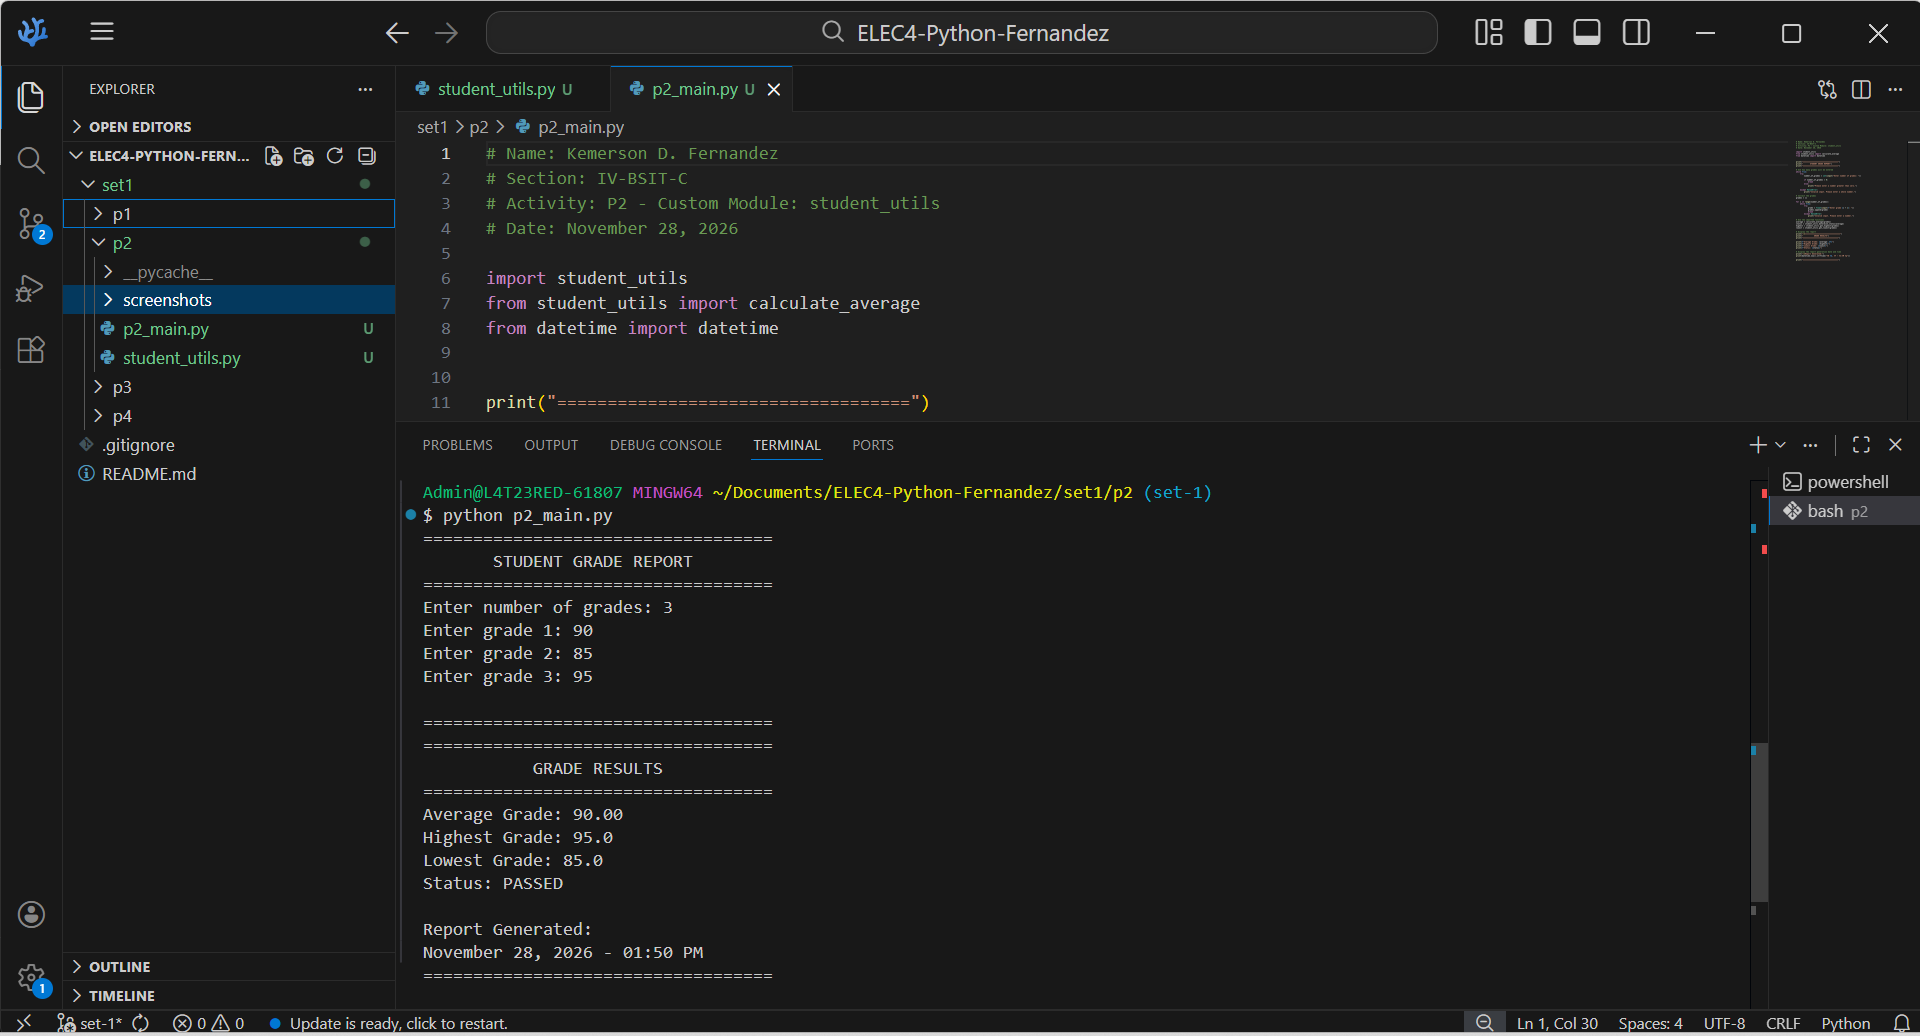 ELEC4-Python-Fernandez
EXPLORER
OPEN EDITORS
ELEC4-PYTHON-FERN...
set1
p1
p2
__pycache__
screenshots
p2_main.py U
student_utils.py U
p3
p4
.gitignore
README.md
OUTLINE
TIMELINE
2
1
student_utils.py U
p2_main.py U
set1 > p2 > p2_main.py
1 # Name: Kemerson D. Fernandez
2 # Section: IV-BSIT-C
3 # Activity: P2 - Custom Module: student_utils
4 # Date: November 28, 2026
5
6 import student_utils
7 from student_utils import calculate_average
8 from datetime import datetime
9
10
11 print("===================================")
PROBLEMS OUTPUT DEBUG CONSOLE TERMINAL PORTS
Admin@L4T23RED-61807 MINGW64 ~/Documents/ELEC4-Python-Fernandez/set1/p2 (set-1)
$ python p2_main.py
===================================
STUDENT GRADE REPORT
===================================
Enter number of grades: 3
Enter grade 1: 90
Enter grade 2: 85
Enter grade 3: 95
===================================
===================================
GRADE RESULTS
===================================
Average Grade: 90.00
Highest Grade: 95.0
Lowest Grade: 85.0
Status: PASSED
Report Generated:
November 28, 2026 - 01:50 PM
===================================
powershell
bash p2
set-1* 0 0 Update is ready, click to restart. Ln 1, Col 30 Spaces: 4 UTF-8 CRLF Python